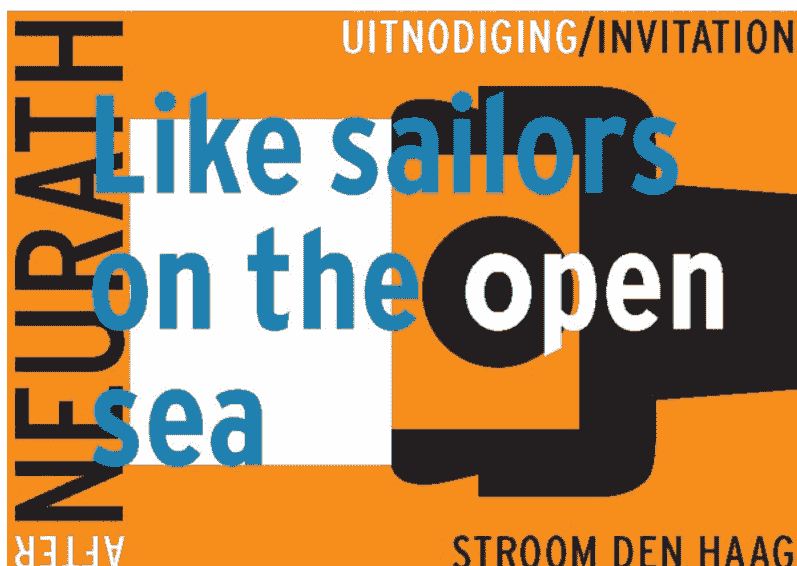 UITNODIGING/INVITATION
AFTER
NEURATH
Like sailors
on the open
sea
STROOM DEN HAAG